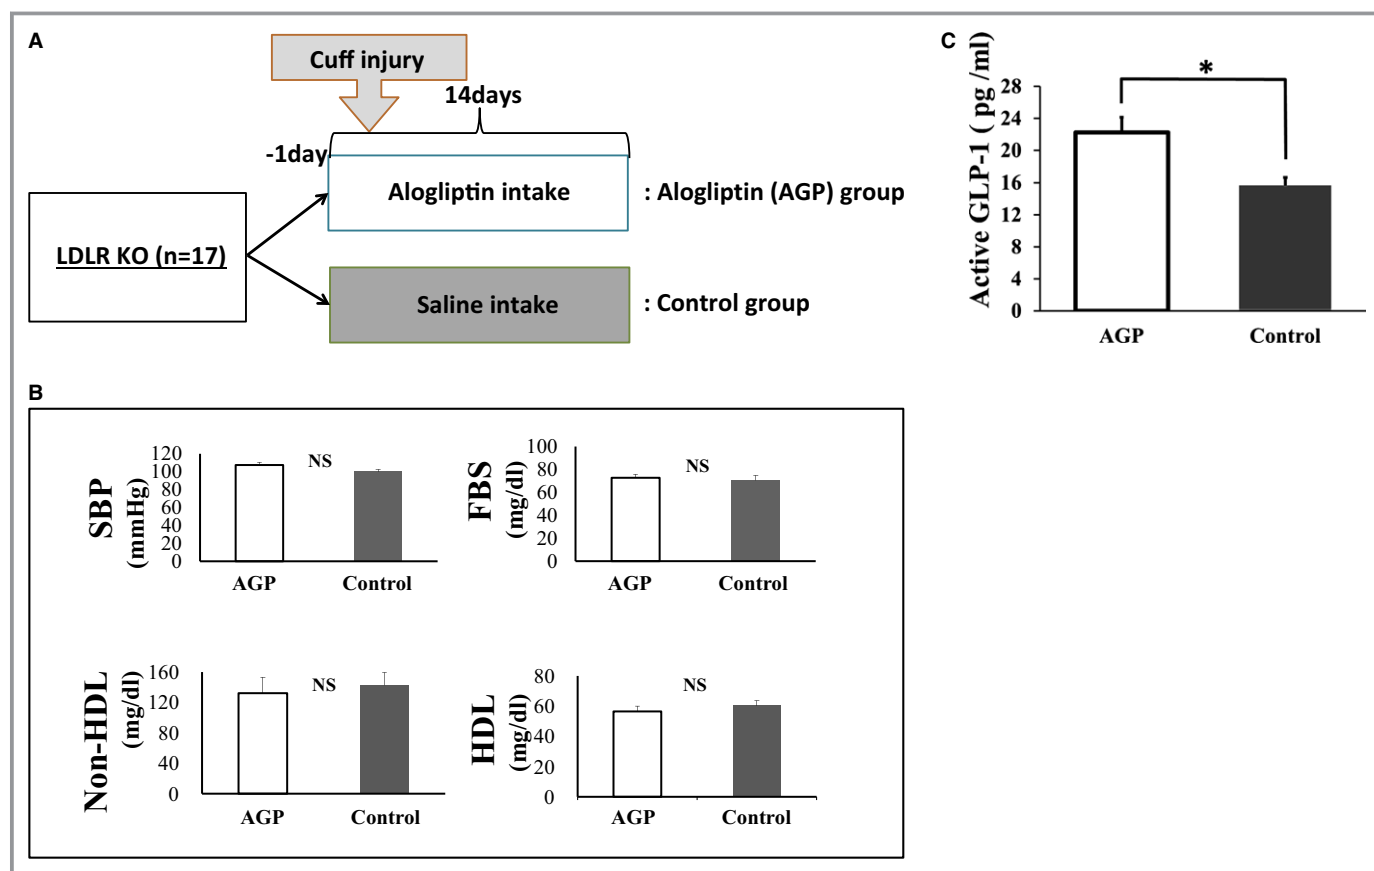 A
Cuff injury
14days
-1day
Alogliptin intake
: Alogliptin (AGP) group
LDLR KO (n=17)
Saline intake
: Control group
B
SBP
(mmHg)
120
100
80
60
40
20
0
NS
AGP
Control
FBS
(mg/dl)
100
80
60
40
20
0
NS
AGP
Control
Non-HDL
(mg/dl)
160
120
80
40
0
NS
AGP
Control
HDL
(mg/dl)
80
60
40
20
0
NS
AGP
Control
C
Active GLP-1 ( pg /ml)
28
24
20
16
12
8
4
0
*
AGP
Control